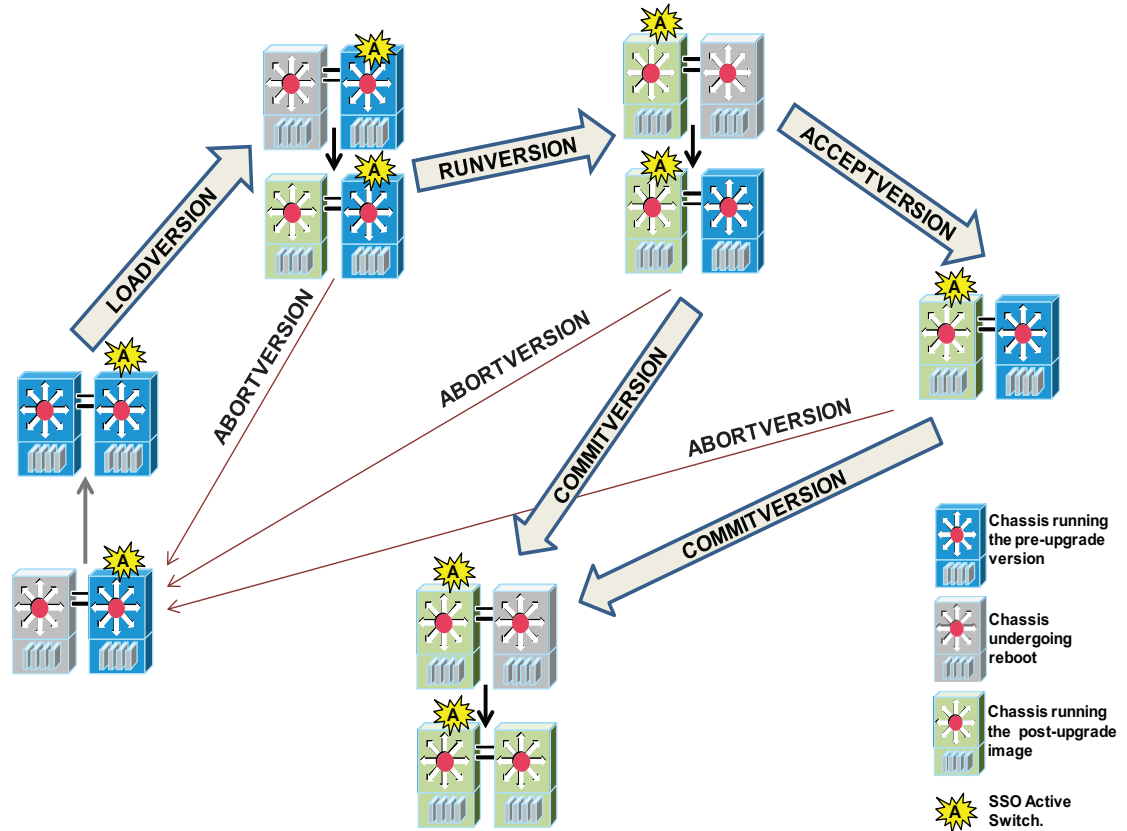 A
A
RUNVERSION
A
A
ACCEPTVERSION
LOADVERSION
A
ABORTVERSION
ABORTVERSION
COMMITVERSION
A
ABORTVERSION
COMMITVERSION
A
A
A
Chassis running
the pre-upgrade
version
Chassis
undergoing
reboot
Chassis running
the post-upgrade
image
A
SSO Active
Switch.